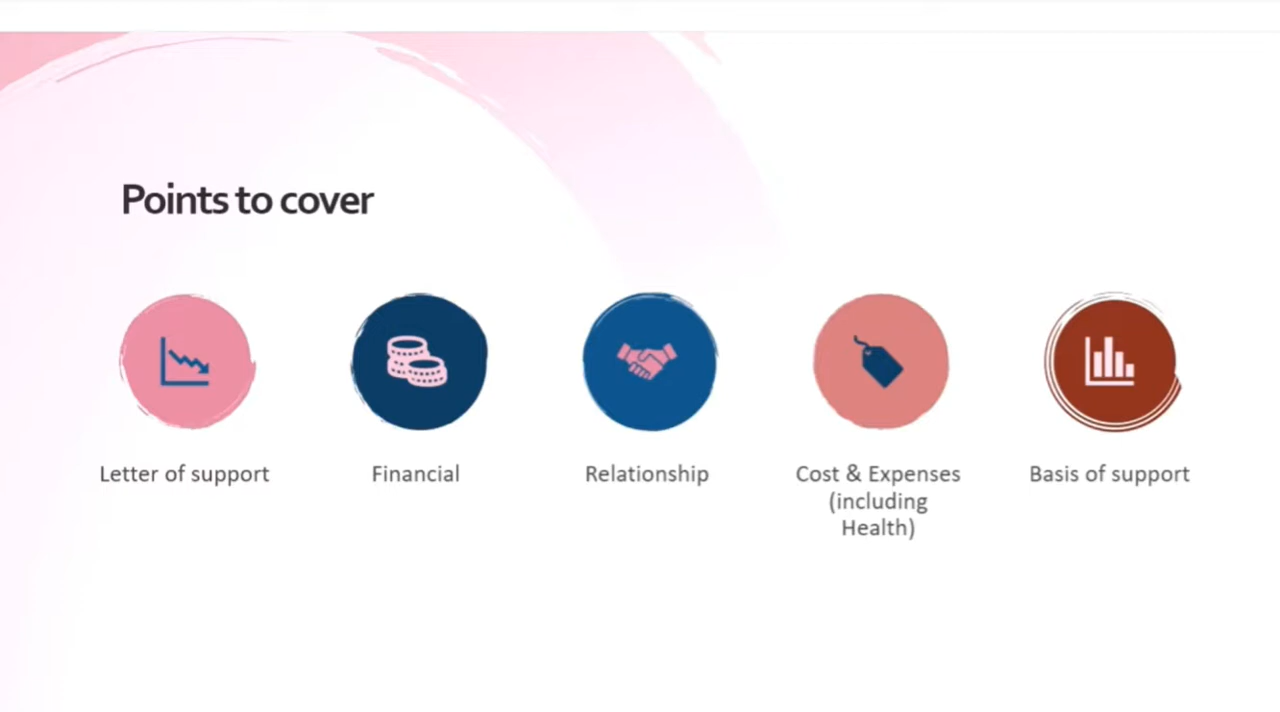 Points to cover
Letter of support
Financial
Relationship
Cost & Expenses
(including
Health)
Basis of support